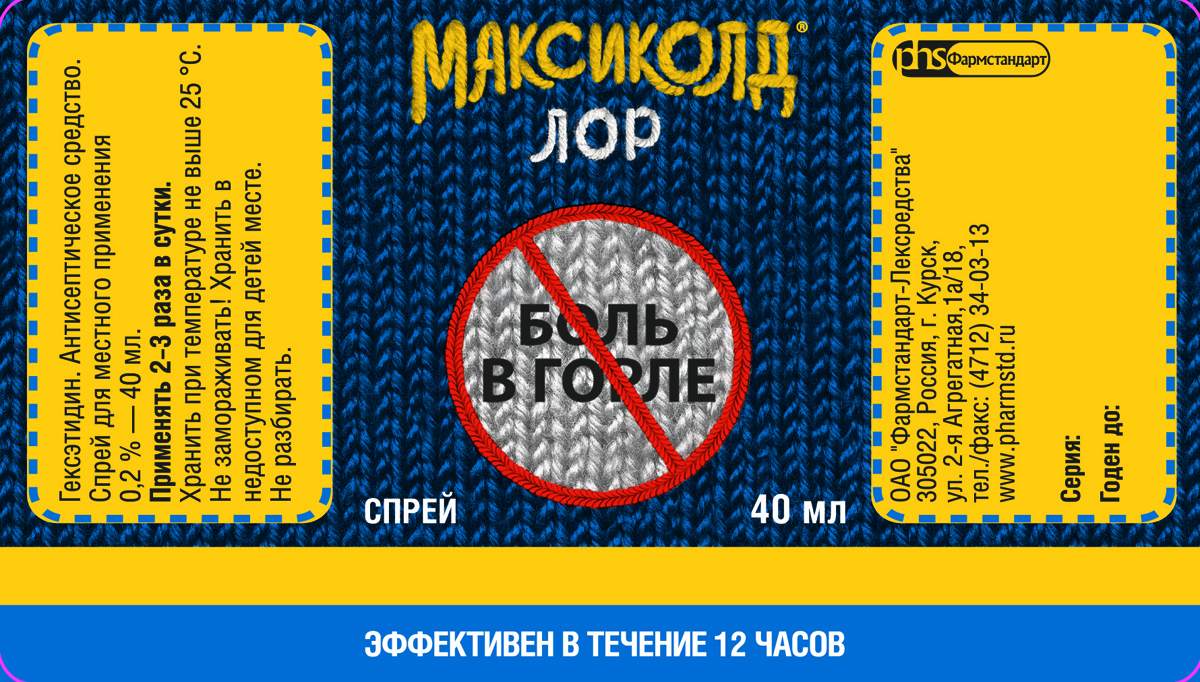 Гексэтидин. Антисептическое средство.
Спрей для местного применения
0,2 % — 40 мл.
Применять 2-3 раза в сутки.
Хранить при температуре не выше 25 °С.
Не замораживать! Хранить в
недоступном для детей месте.
Не разбирать.
МАКСИКОЛД®
ЛОР
БОЛЬ
В ГОРЛЕ
СПРЕЙ
40 мл
phs Фармстандарт
ОАО "Фармстандарт-Лексредства"
305022, Россия, г. Курск,
ул. 2-я Агрегатная,1а/18,
тел./факс: (4712) 34-03-13
www.pharmstd.ru
Серия:
Годен до:
ЭФФЕКТИВЕН В ТЕЧЕНИЕ 12 ЧАСОВ